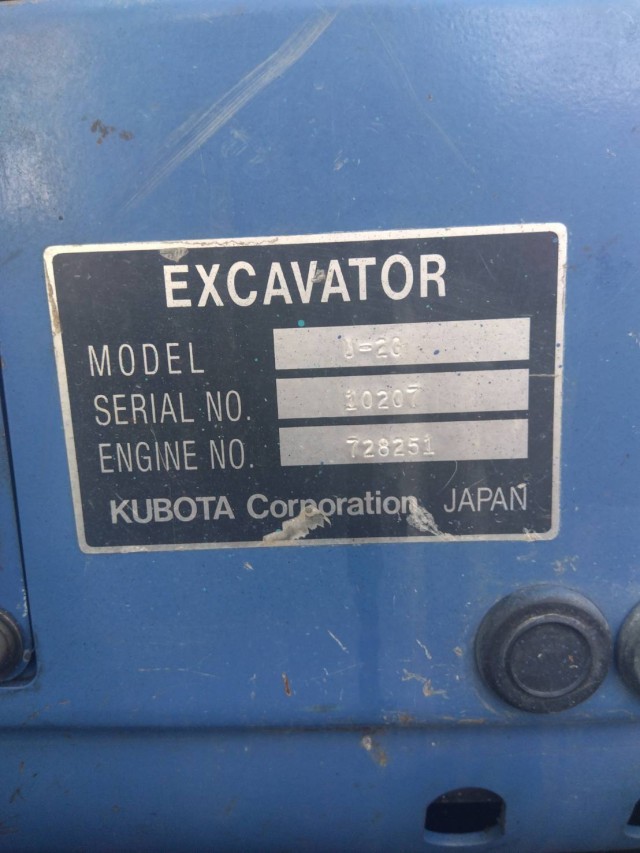 EXCAVATOR
MODEL
SERIAL NO. 10207
ENGINE NO. 728251
KUBOTA Corporation JAPAN